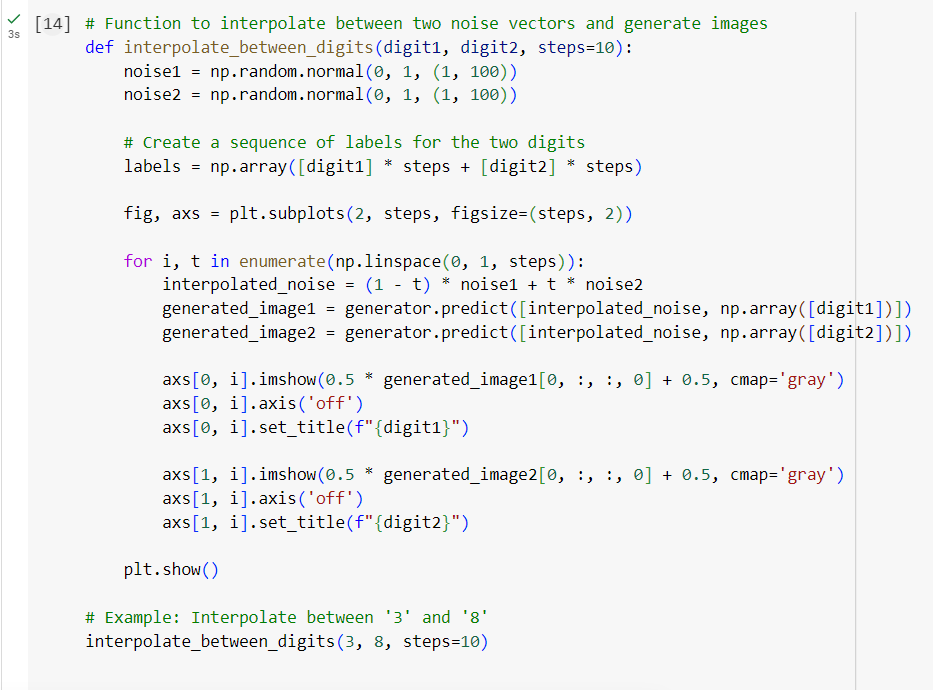 [14] # Function to interpolate between two noise vectors and generate images
3s
def interpolate_between_digits(digit1, digit2, steps=10):
    noise1 = np.random.normal(0, 1, (1, 100))
    noise2 = np.random.normal(0, 1, (1, 100))

    # Create a sequence of labels for the two digits
    labels = np.array([digit1] * steps + [digit2] * steps)

    fig, axs = plt.subplots(2, steps, figsize=(steps, 2))

    for i, t in enumerate(np.linspace(0, 1, steps)):
        interpolated_noise = (1 - t) * noise1 + t * noise2
        generated_image1 = generator.predict([interpolated_noise, np.array([digit1])])
        generated_image2 = generator.predict([interpolated_noise, np.array([digit2])])

        axs[0, i].imshow(0.5 * generated_image1[0, :, :, 0] + 0.5, cmap='gray')
        axs[0, i].axis('off')
        axs[0, i].set_title(f"{digit1}")

        axs[1, i].imshow(0.5 * generated_image2[0, :, :, 0] + 0.5, cmap='gray')
        axs[1, i].axis('off')
        axs[1, i].set_title(f"{digit2}")

    plt.show()

# Example: Interpolate between '3' and '8'
interpolate_between_digits(3, 8, steps=10)